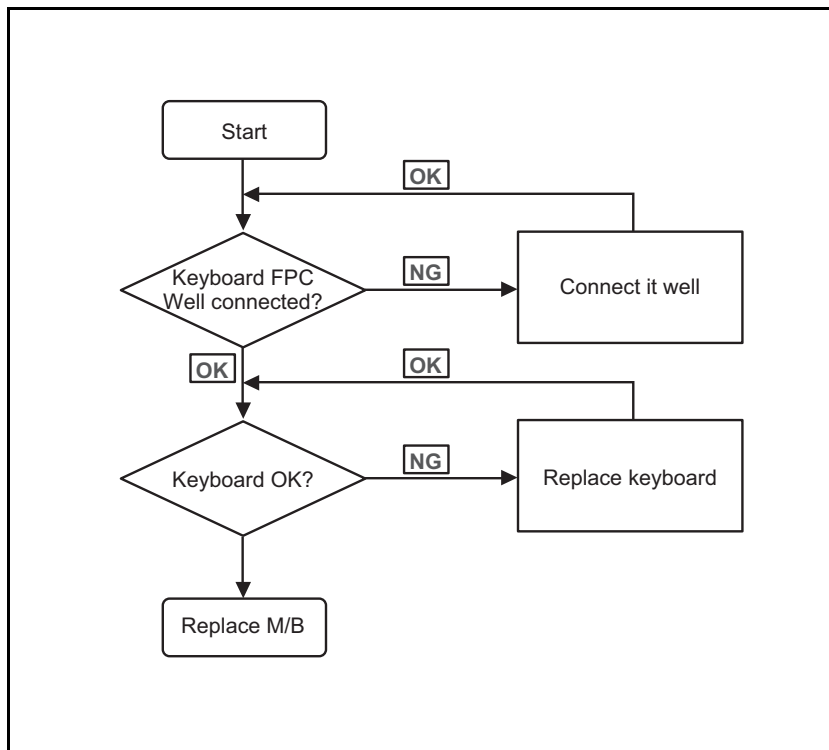 Start
OK
Keyboard FPC
Well connected?
NG
Connect it well
OK
OK
Keyboard OK?
NG
Replace keyboard
Replace M/B